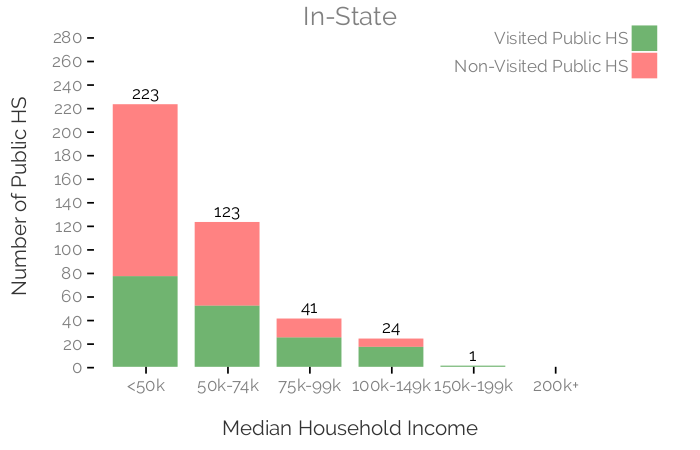 In-State
Visited Public HS
Non-Visited Public HS
Number of Public HS
280
260
240
220
200
180
160
140
120
100
80
60
40
20
0
223
123
41
24
1
<50k
50k-74k
75k-99k
100k-149k
150k-199k
200k+
Median Household Income